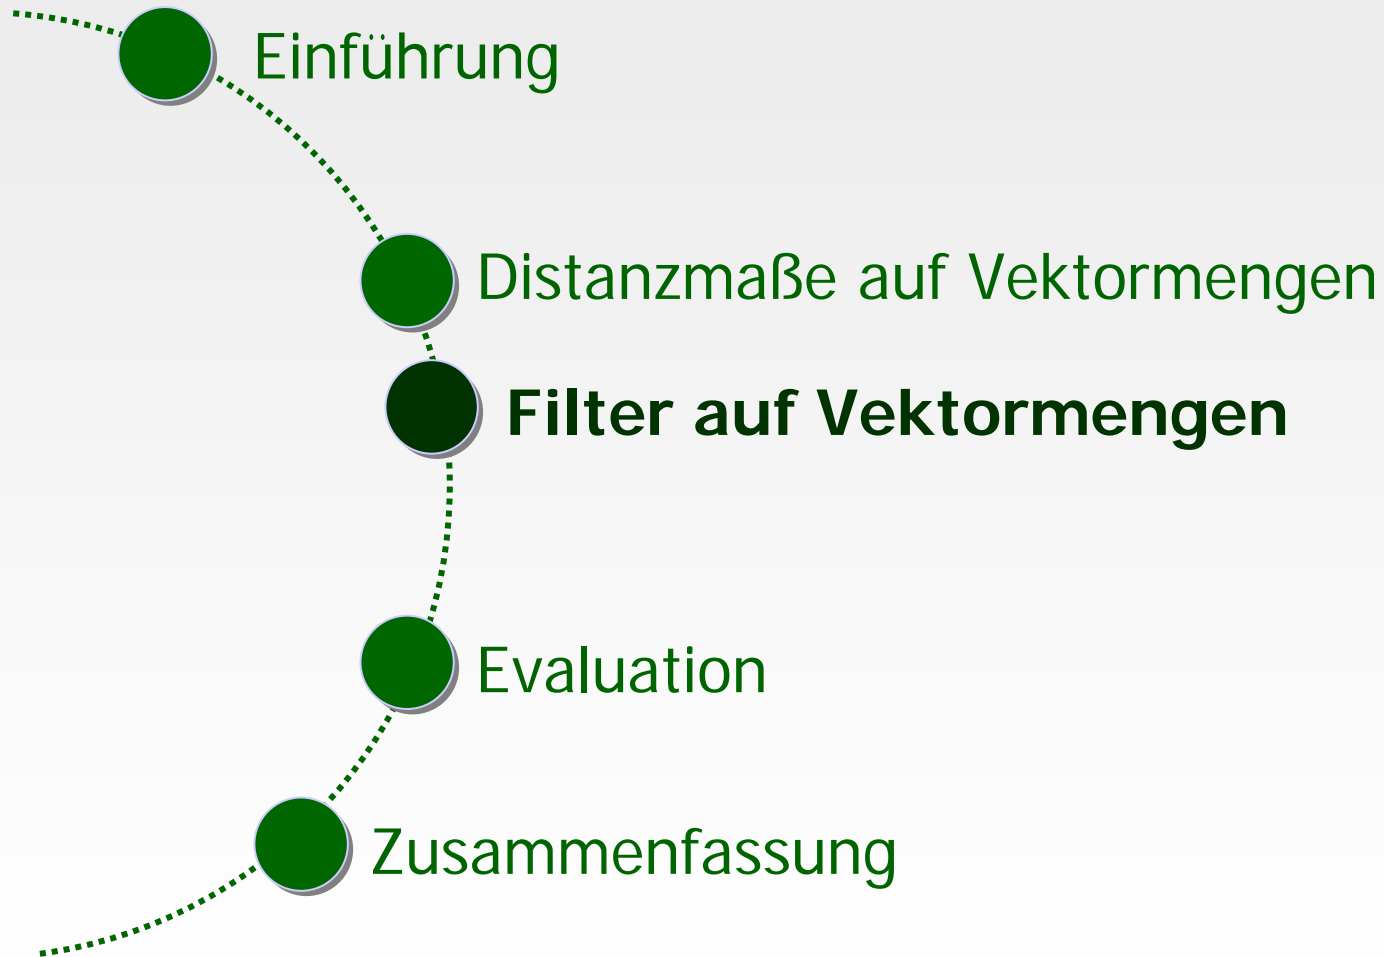 Einführung
Distanzmaße auf Vektormengen
Filter auf Vektormengen
Evaluation
Zusammenfassung